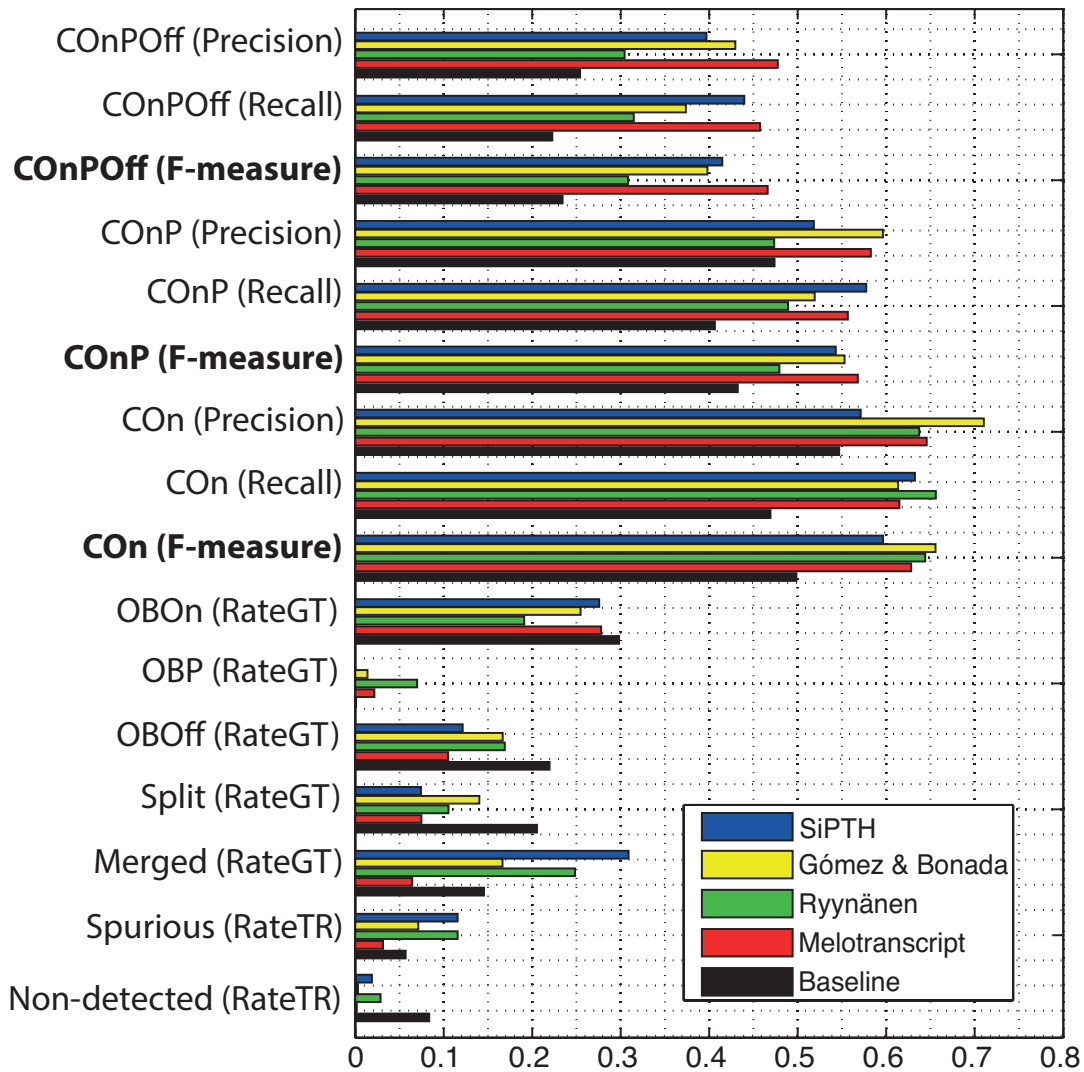 COnPOff (Precision)
COnPOff (Recall)
COnPOff (F-measure)
COnP (Precision)
COnP (Recall)
COnP (F-measure)
COn (Precision)
COn (Recall)
COn (F-measure)
OBOn (RateGT)
OBP (RateGT)
OBOff (RateGT)
Split (RateGT)
Merged (RateGT)
Spurious (RateTR)
Non-detected (RateTR)
SiPTH
Gómez & Bonada
Ryynänen
Melotranscript
Baseline
0 0.1 0.2 0.3 0.4 0.5 0.6 0.7 0.8